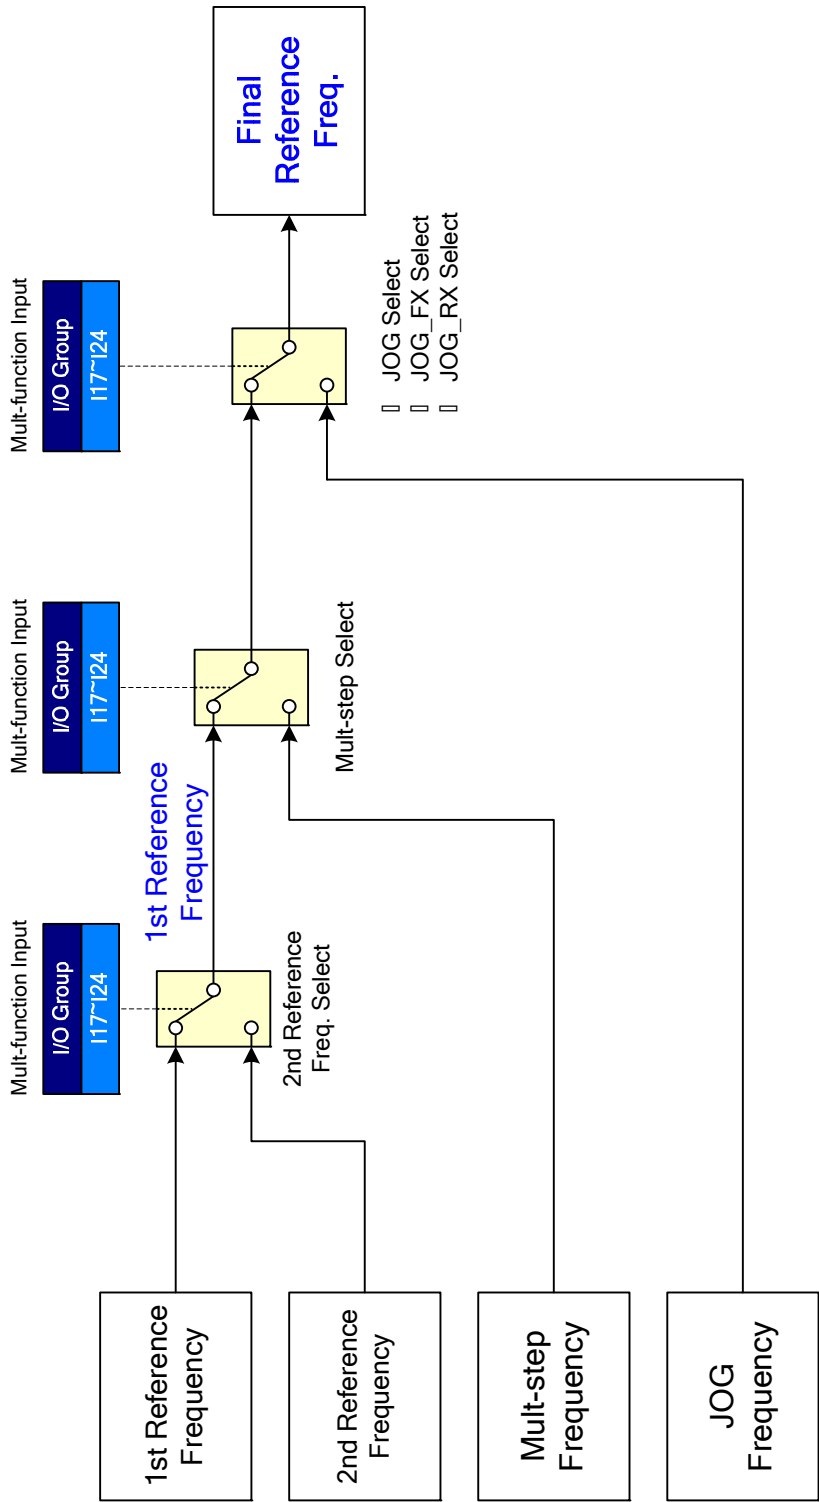 Mult-function Input
I/O Group
I17~I24
Mult-function Input
I/O Group
I17~I24
Mult-function Input
I/O Group
I17~I24
1st Reference
Frequency
2nd Reference
Frequency
Mult-step
Frequency
JOG
Frequency
2nd Reference
Freq. Select
1st Reference
Frequency
Mult-step Select
JOG Select
JOG_FX Select
JOG_RX Select
Final
Reference
Freq.